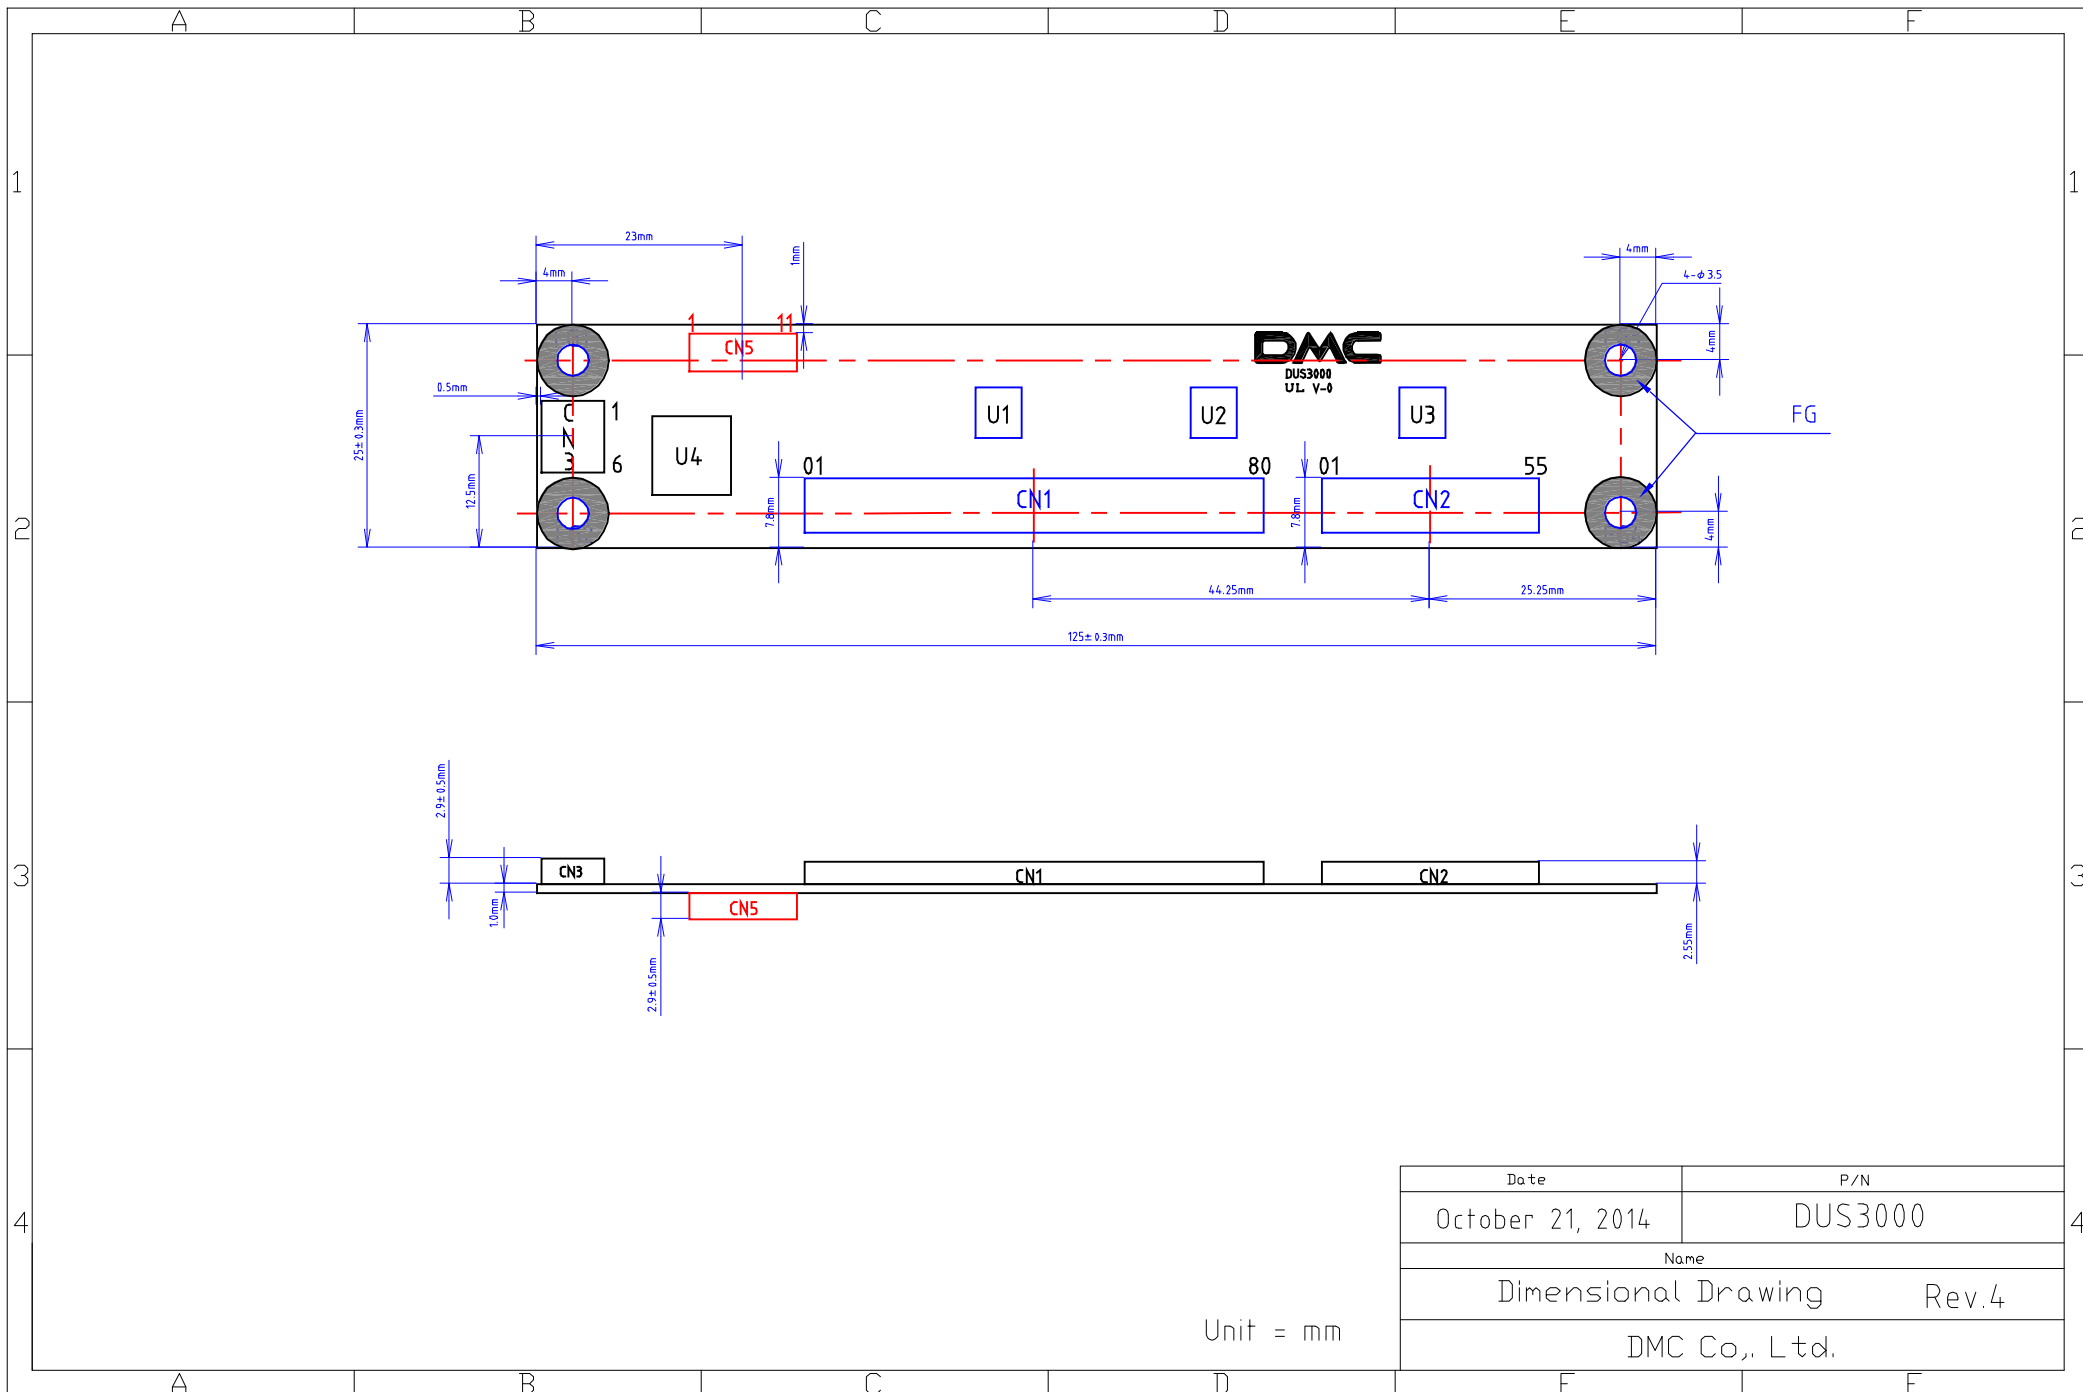 A B C D E F
1 1
23mm
4mm
1mm
4mm
4-φ3.5
1 11
CN5
DMC
DUS3000
UL V-0
4mm
0.5mm
25±0.3mm
CN3
1
6
U4
U1
U2
U3
FG
12.5mm
01 80 01 55
7.8mm
CN1
7.8mm
CN2
4mm
2 2
44.25mm
25.25mm
125±0.3mm
2.9±0.5mm
3 3
CN3
CN1
CN2
1.0mm
CN5
2.55mm
2.9±0.5mm
Date P/N
October 21, 2014 DUS3000
4 4
Name
Dimensional Drawing Rev.4
Unit = mm
DMC Co,. Ltd.
A B C D E F